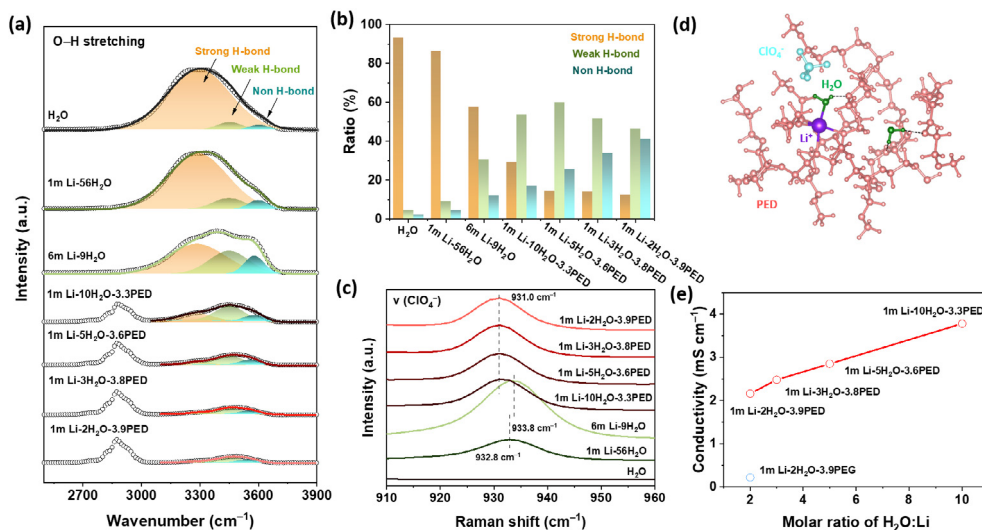 (a)
O–H stretching
Strong H-bond
Weak H-bond
Non H-bond
H₂O
1m Li-56H₂O
6m Li-9H₂O
1m Li-10H₂O-3.3PED
1m Li-5H₂O-3.6PED
1m Li-3H₂O-3.8PED
1m Li-2H₂O-3.9PED
Intensity (a.u.)
2700 3100 3300 3600 3900
Wavenumber (cm⁻¹)
(b)
Strong H-bond
Weak H-bond
Non H-bond
Ratio (%)
100
80
60
40
20
0
H₂O
1m Li-56H₂O
6m Li-9H₂O
1m Li-10H₂O-3.3PED
1m Li-5H₂O-3.6PED
1m Li-3H₂O-3.8PED
1m Li-2H₂O-3.9PED
(c)
ν (ClO₄⁻)
931.0 cm⁻¹
1m Li-2H₂O-3.9PED
1m Li-3H₂O-3.8PED
1m Li-5H₂O-3.6PED
1m Li-10H₂O-3.3PED
6m Li-9H₂O
933.8 cm⁻¹
1m Li-56H₂O
932.8 cm⁻¹
H₂O
Intensity (a.u.)
910 920 930 940 950 960
Raman shift (cm⁻¹)
(d)
ClO₄⁻
H₂O
Li⁺
PED
(e)
Conductivity (mS cm⁻¹)
5
4
3
2
1
0
1m Li-10H₂O-3.3PED
1m Li-5H₂O-3.6PED
1m Li-3H₂O-3.8PED
1m Li-2H₂O-3.9PED
1m Li-2H₂O-3.9PEG
2 4 6 8 10
Molar ratio of H₂O:Li